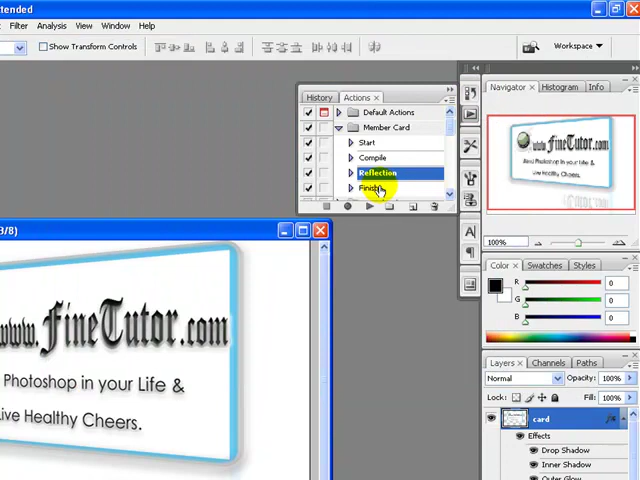 tended
Filter Analysis View Window Help
Show Transform Controls
Workspace
History Actions
Default Actions
Member Card
Start
Compile
Reflection
Finish
Navigator Histogram Info
www.FineTutor.com
Photoshop in your Life &
Live Healthy Cheers.
100%
Color Swatches Styles
R 0
G 0
B 0
3/8)
www.FineTutor.com
Photoshop in your Life &
Live Healthy Cheers.
Layers Channels Paths
Normal Opacity: 100%
Lock: Fill: 100%
card
Effects
Drop Shadow
Inner Shadow
Outer Glow